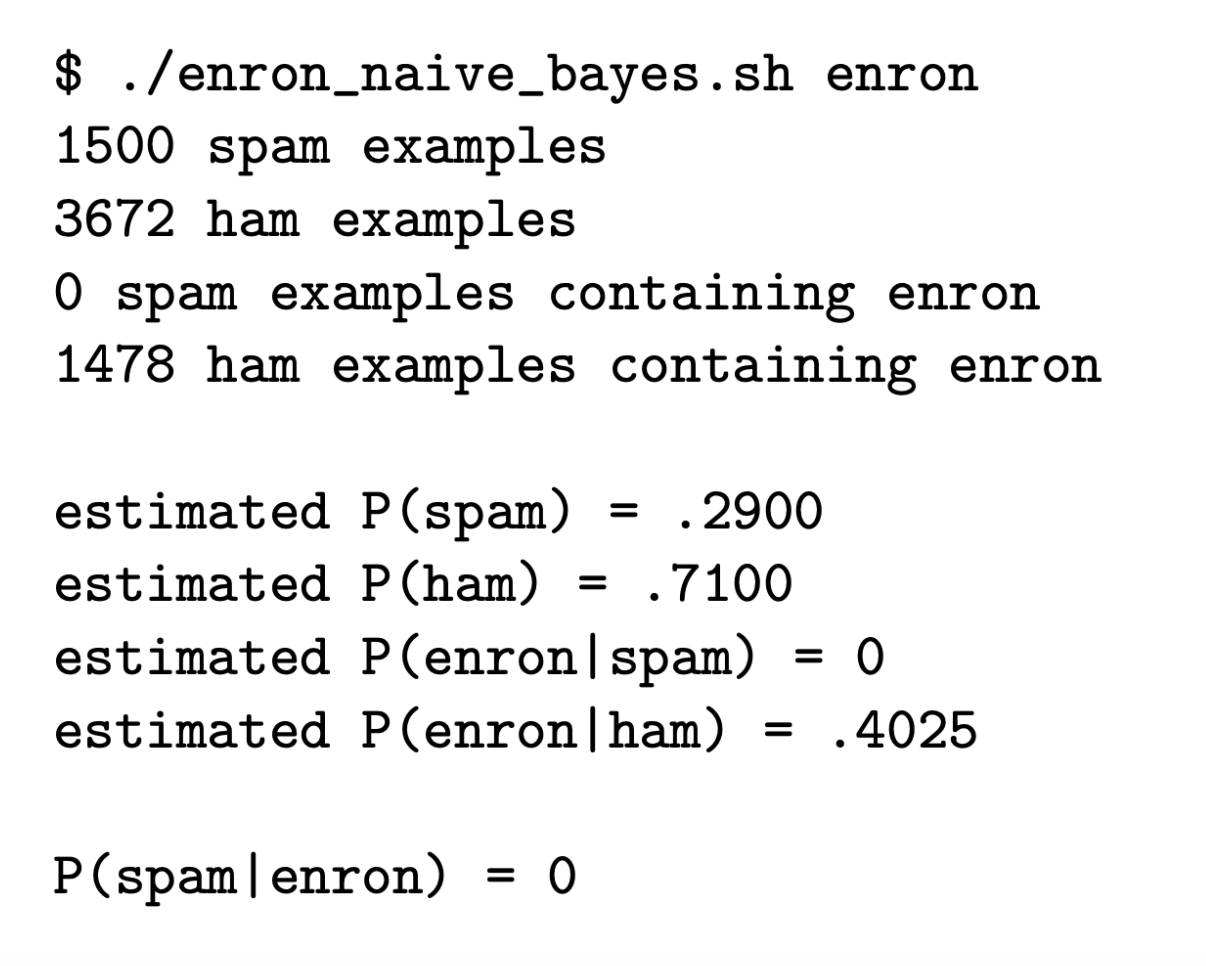 $ ./enron_naive_bayes.sh enron
1500 spam examples
3672 ham examples
0 spam examples containing enron
1478 ham examples containing enron
estimated P(spam) = .2900
estimated P(ham) = .7100
estimated P(enron|spam) = 0
estimated P(enron|ham) = .4025
P(spam|enron) = 0